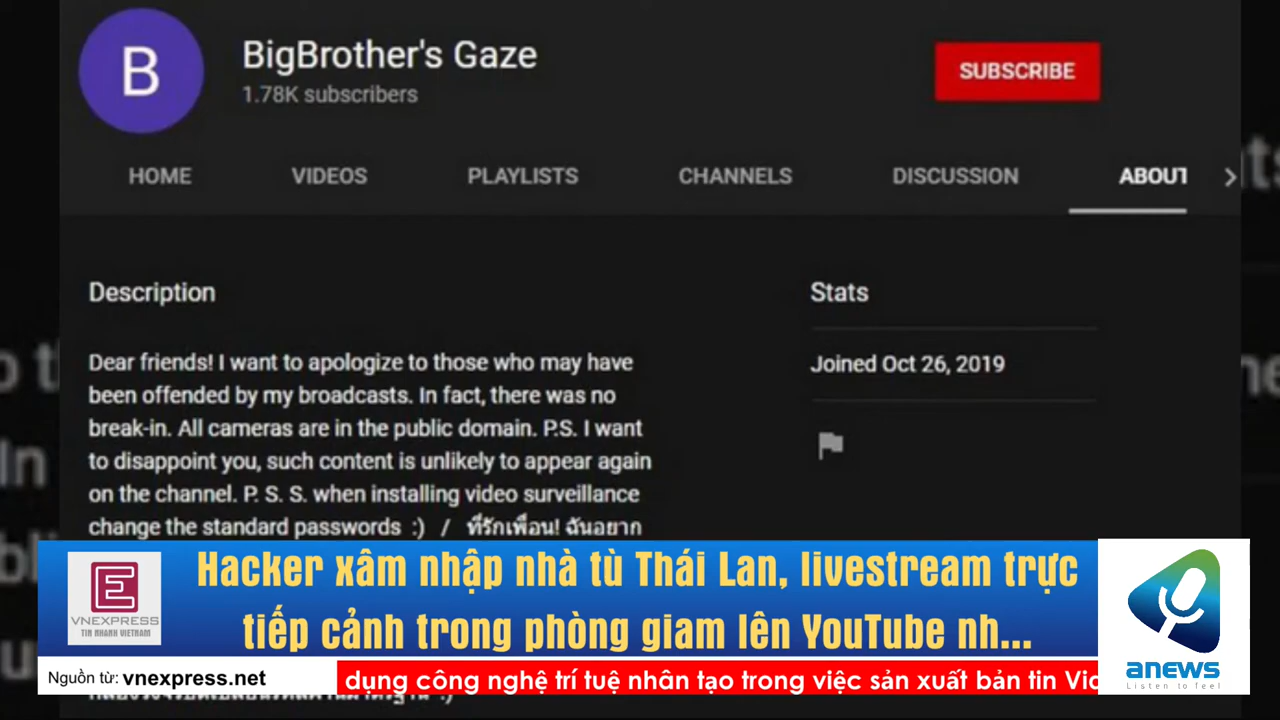 B
BigBrother's Gaze
1.78K subscribers
SUBSCRIBE
HOME VIDEOS PLAYLISTS CHANNELS DISCUSSION ABOUT
Description
Stats
Dear friends! I want to apologize to those who may have
been offended by my broadcasts. In fact, there was no
break-in. All cameras are in the public domain. P.S. I want
to disappoint you, such content is unlikely to appear again
on the channel. P. S. S. when installing video surveillance
change the standard passwords :) / ที่รักเพื่อน! ฉันอยาก
Joined Oct 26, 2019
E
VNEXPRESS
TIN NHANH VIETNAM
Hacker xâm nhập nhà tù Thái Lan, livestream trực
tiếp cảnh trong phòng giam lên YouTube nh...
Nguồn từ: vnexpress.net
dụng công nghệ trí tuệ nhân tạo trong việc sản xuất bản tin
anews
Listen to feel